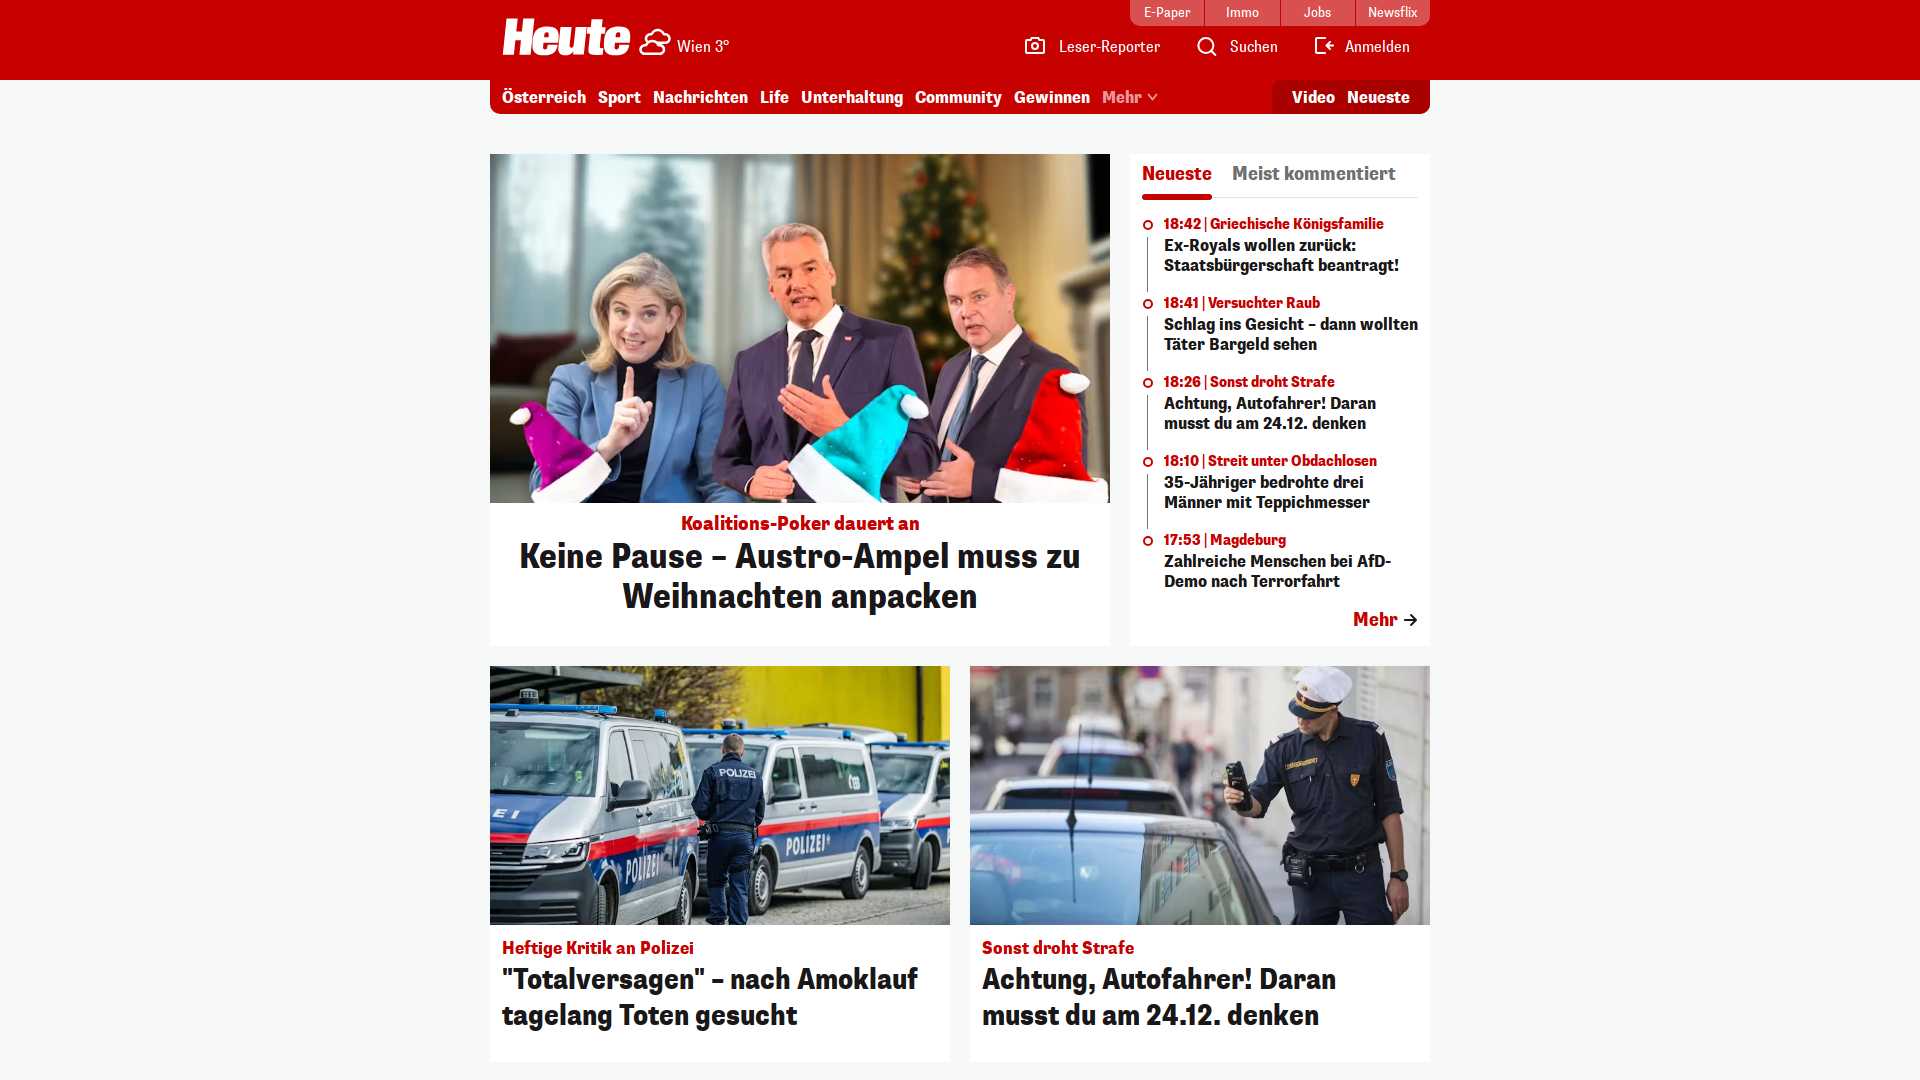 E-Paper
Immo
Jobs
Newsflix
Heute
Wien 3°
Leser-Reporter
Suchen
Anmelden
Österreich
Sport
Nachrichten
Life
Unterhaltung
Community
Gewinnen
Mehr
Video
Neueste
Koalitions-Poker dauert an
Keine Pause – Austro-Ampel muss zu
Weihnachten anpacken
Neueste
Meist kommentiert
18:42 | Griechische Königsfamilie
Ex-Royals wollen zurück:
Staatsbürgerschaft beantragt!
18:41 | Versuchter Raub
Schlag ins Gesicht – dann wollten
Täter Bargeld sehen
18:26 | Sonst droht Strafe
Achtung, Autofahrer! Daran
musst du am 24.12. denken
18:10 | Streit unter Obdachlosen
35-Jähriger bedrohte drei
Männer mit Teppichmesser
17:53 | Magdeburg
Zahlreiche Menschen bei AfD-
Demo nach Terrorfahrt
Mehr
POLIZEI
EI
POLIZEI
POLIZEI
Heftige Kritik an Polizei
"Totalversagen" – nach Amoklauf
tagelang Toten gesucht
Sonst droht Strafe
Achtung, Autofahrer! Daran
musst du am 24.12. denken